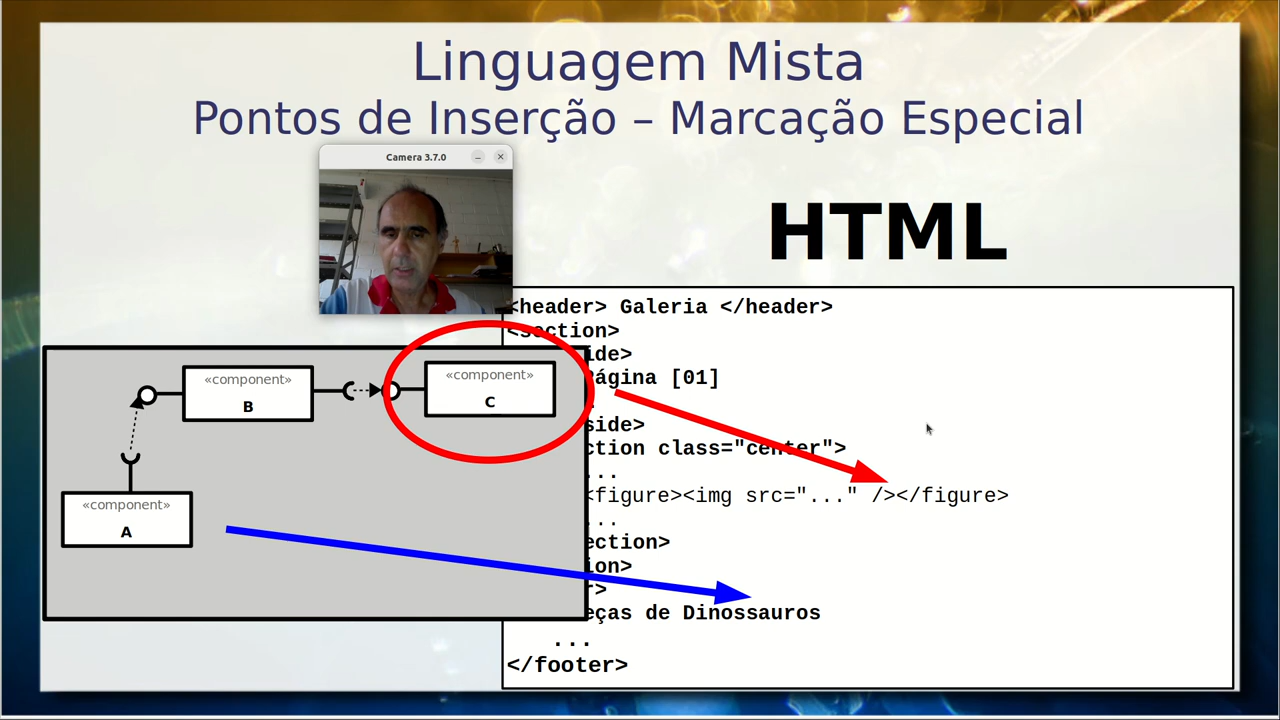 Linguagem Mista
Pontos de Inserção – Marcação Especial
Camera 3.7.0
HTML
<header> Galeria </header>
<section>
ide>
Página [01]
side>
ction class="center">
...
<figure><img src="..." /></figure>
...
ection>
ion>
r>
eças de Dinossauros
...
</footer>
«component»
B
«component»
C
«component»
A